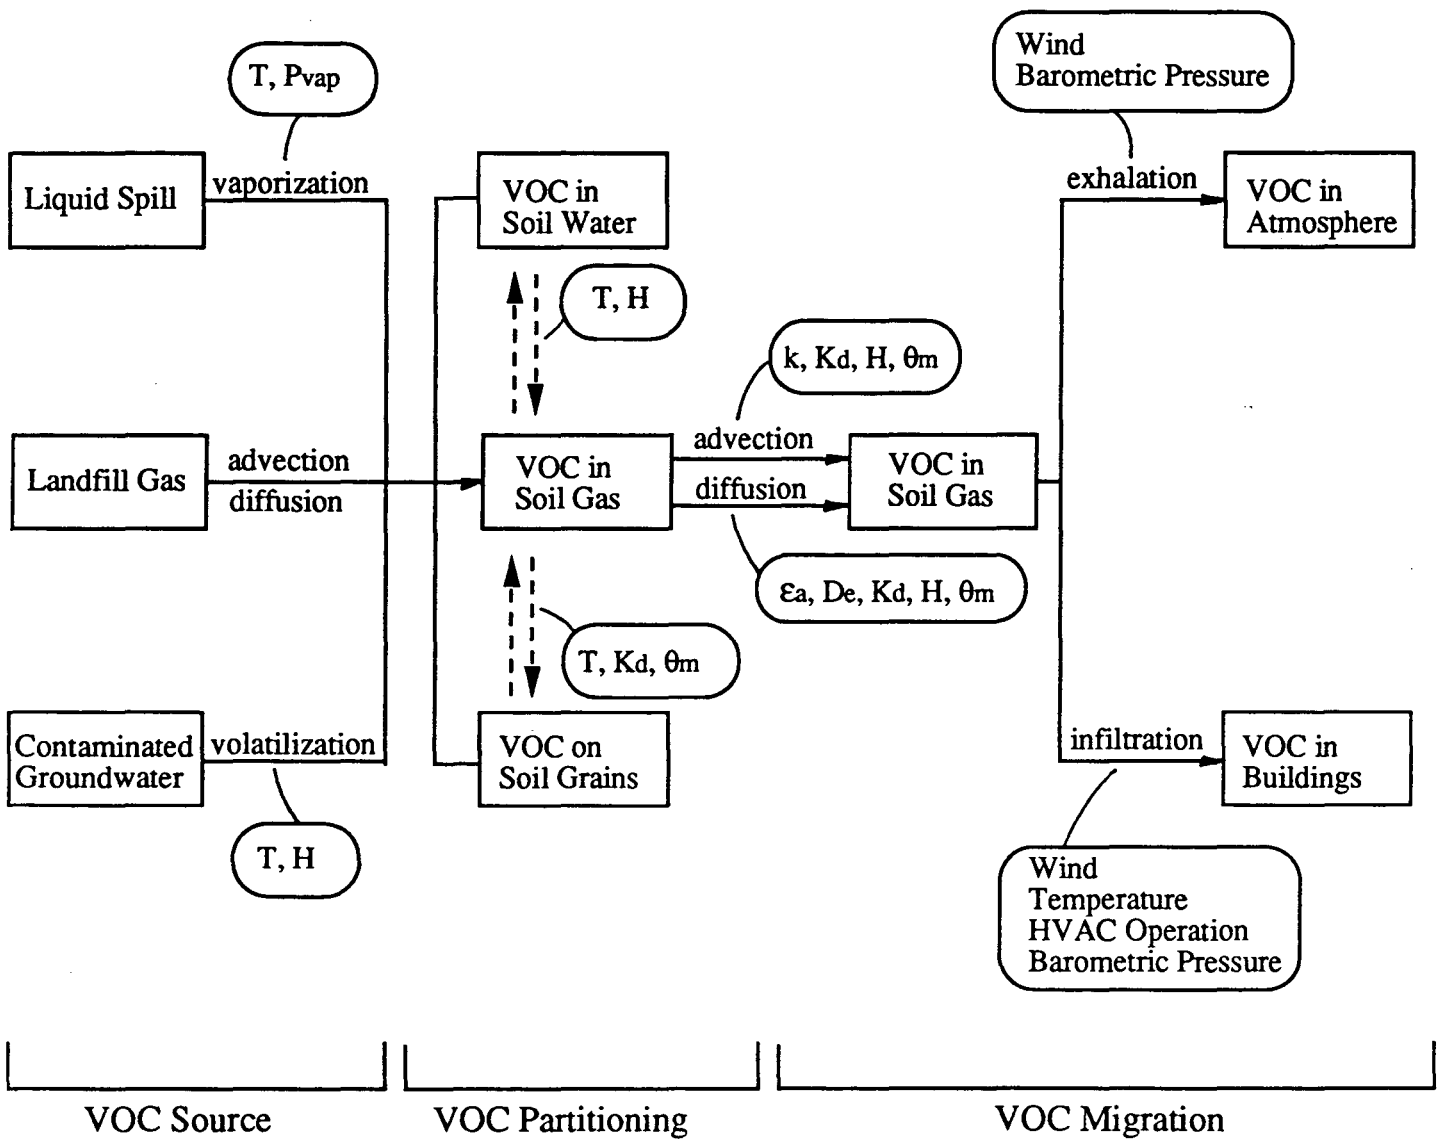 T, Pvap
Liquid Spill
vaporization
VOC in
Soil Water
T, H
Wind
Barometric Pressure
exhalation
VOC in
Atmosphere
Landfill Gas
advection
diffusion
VOC in
Soil Gas
k, Kd, H, θm
advection
diffusion
εa, De, Kd, H, θm
VOC in
Soil Gas
T, Kd, θm
Contaminated
Groundwater
volatilization
T, H
VOC on
Soil Grains
infiltration
VOC in
Buildings
Wind
Temperature
HVAC Operation
Barometric Pressure
VOC Source
VOC Partitioning
VOC Migration